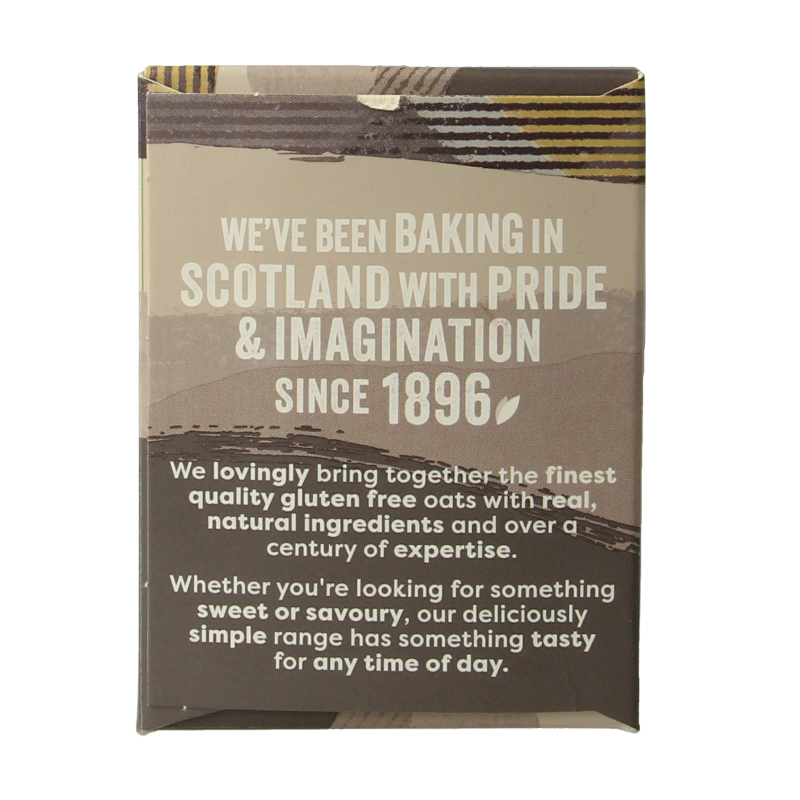 WE'VE BEEN BAKING IN
SCOTLAND WITH PRIDE
& IMAGINATION
SINCE 1896
We lovingly bring together the finest
quality gluten free oats with real,
natural ingredients and over a
century of expertise.
Whether you're looking for something
sweet or savoury, our deliciously
simple range has something tasty
for any time of day.